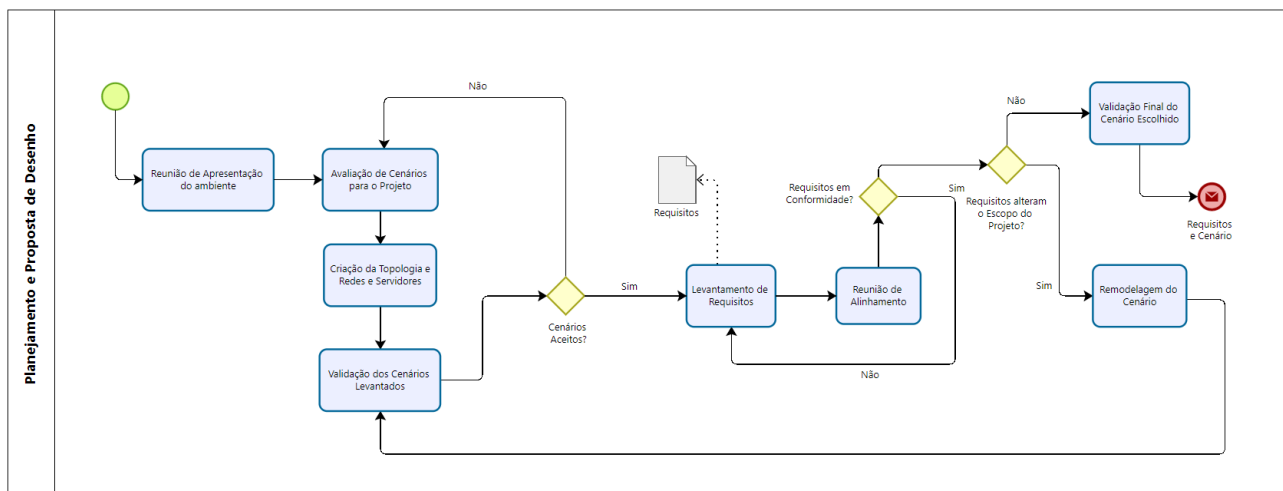 Planejamento e Proposta de Desenho
Reunião de Apresentação
do ambiente
Não
Avaliação de Cenários
para o Projeto
Criação da Topologia e
Redes e Servidores
Validação dos Cenários
Levantados
Cenários
Aceitos?
Sim
Requisitos
Levantamento de
Requisitos
Reunião de
Alinhamento
Requisitos em
Conformidade?
Sim
Não
Requisitos alteram
o Escopo do
Projeto?
Não
Validação Final do
Cenário Escolhido
Requisitos
e Cenário
Sim
Remodelagem do
Cenário